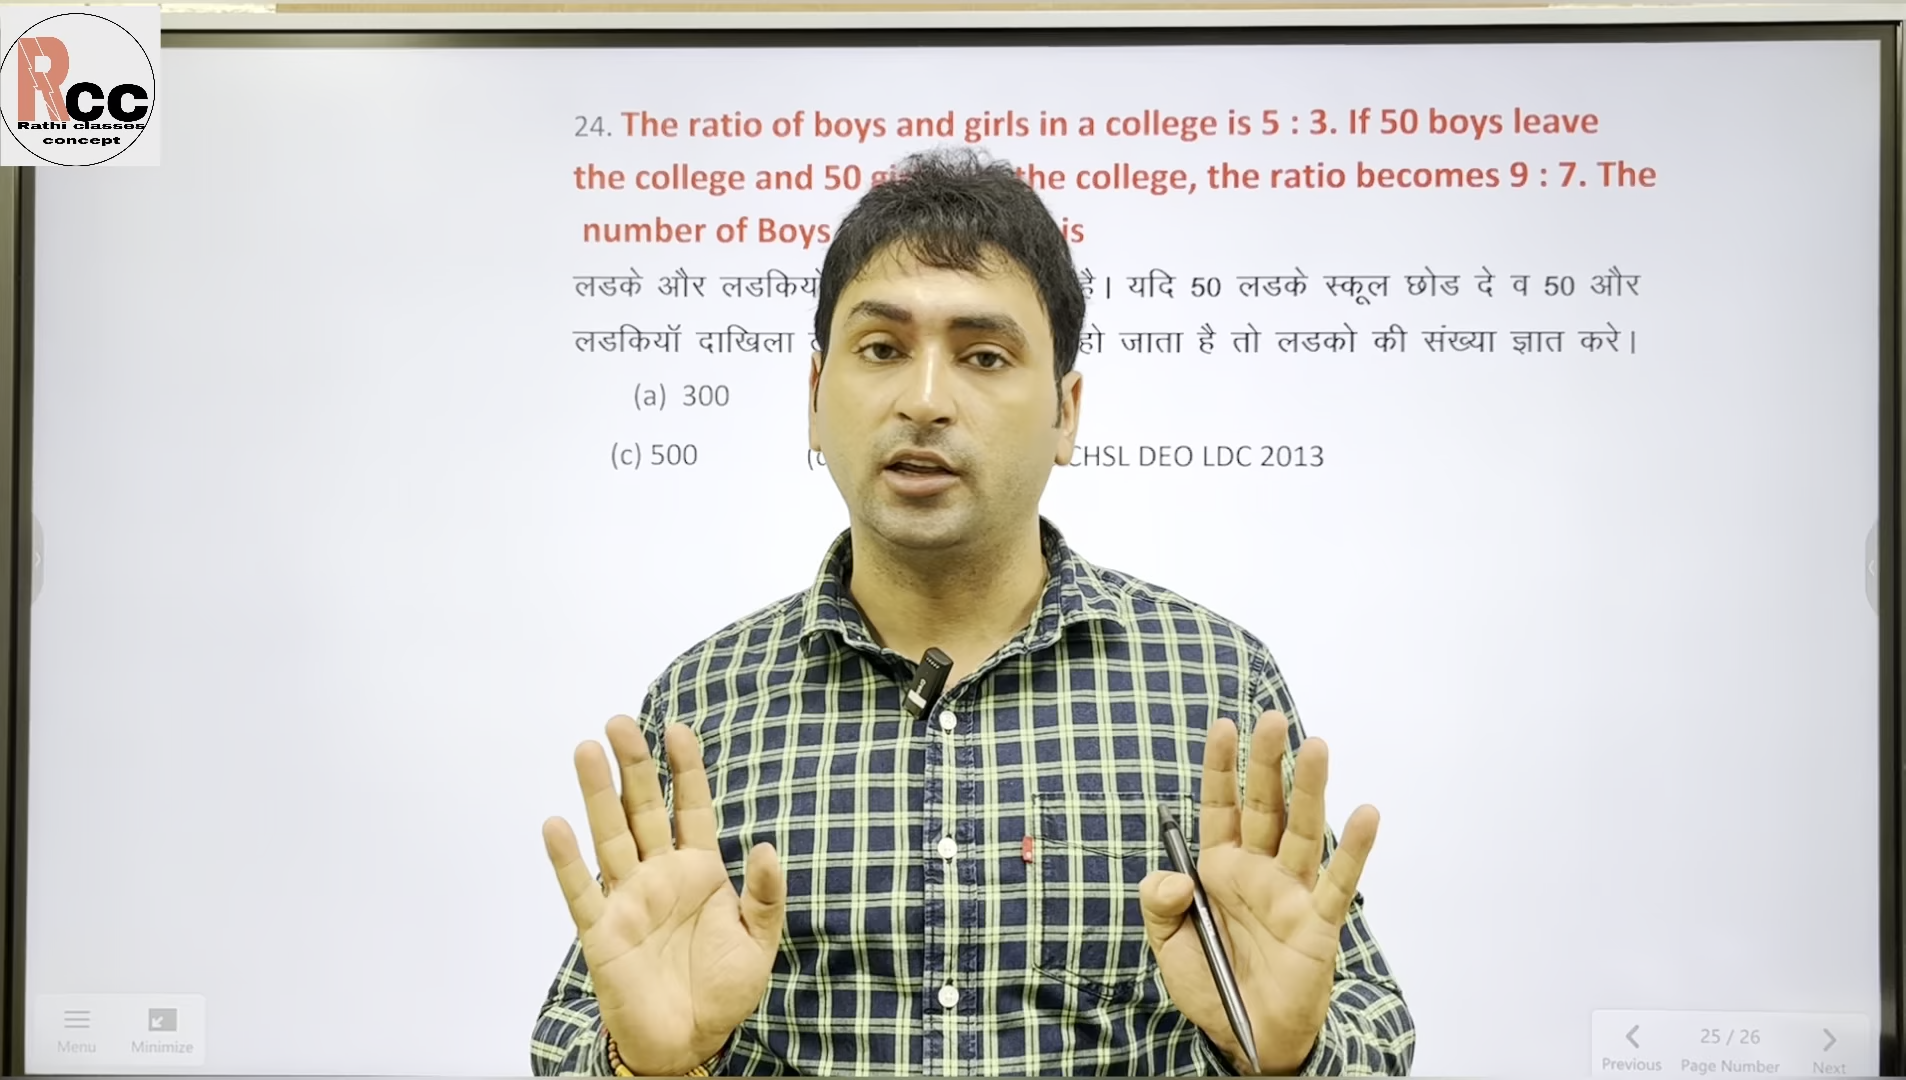 Rcc
Rathi classes
concept
24. The ratio of boys and girls in a college is 5 : 3. If 50 boys leave
the college and 50 the college, the ratio becomes 9 : 7. The
number of Boys is
लडके और है। यदि 50 लडके स्कूल छोड दे व 50 और
लडकियॉ दाखिला हो जाता है तो लडको की संख्या ज्ञात करे।
(a) 300
(c) 500 CHSL DEO LDC 2013
Menu Minimize
25 / 26
Previous Page Number Next